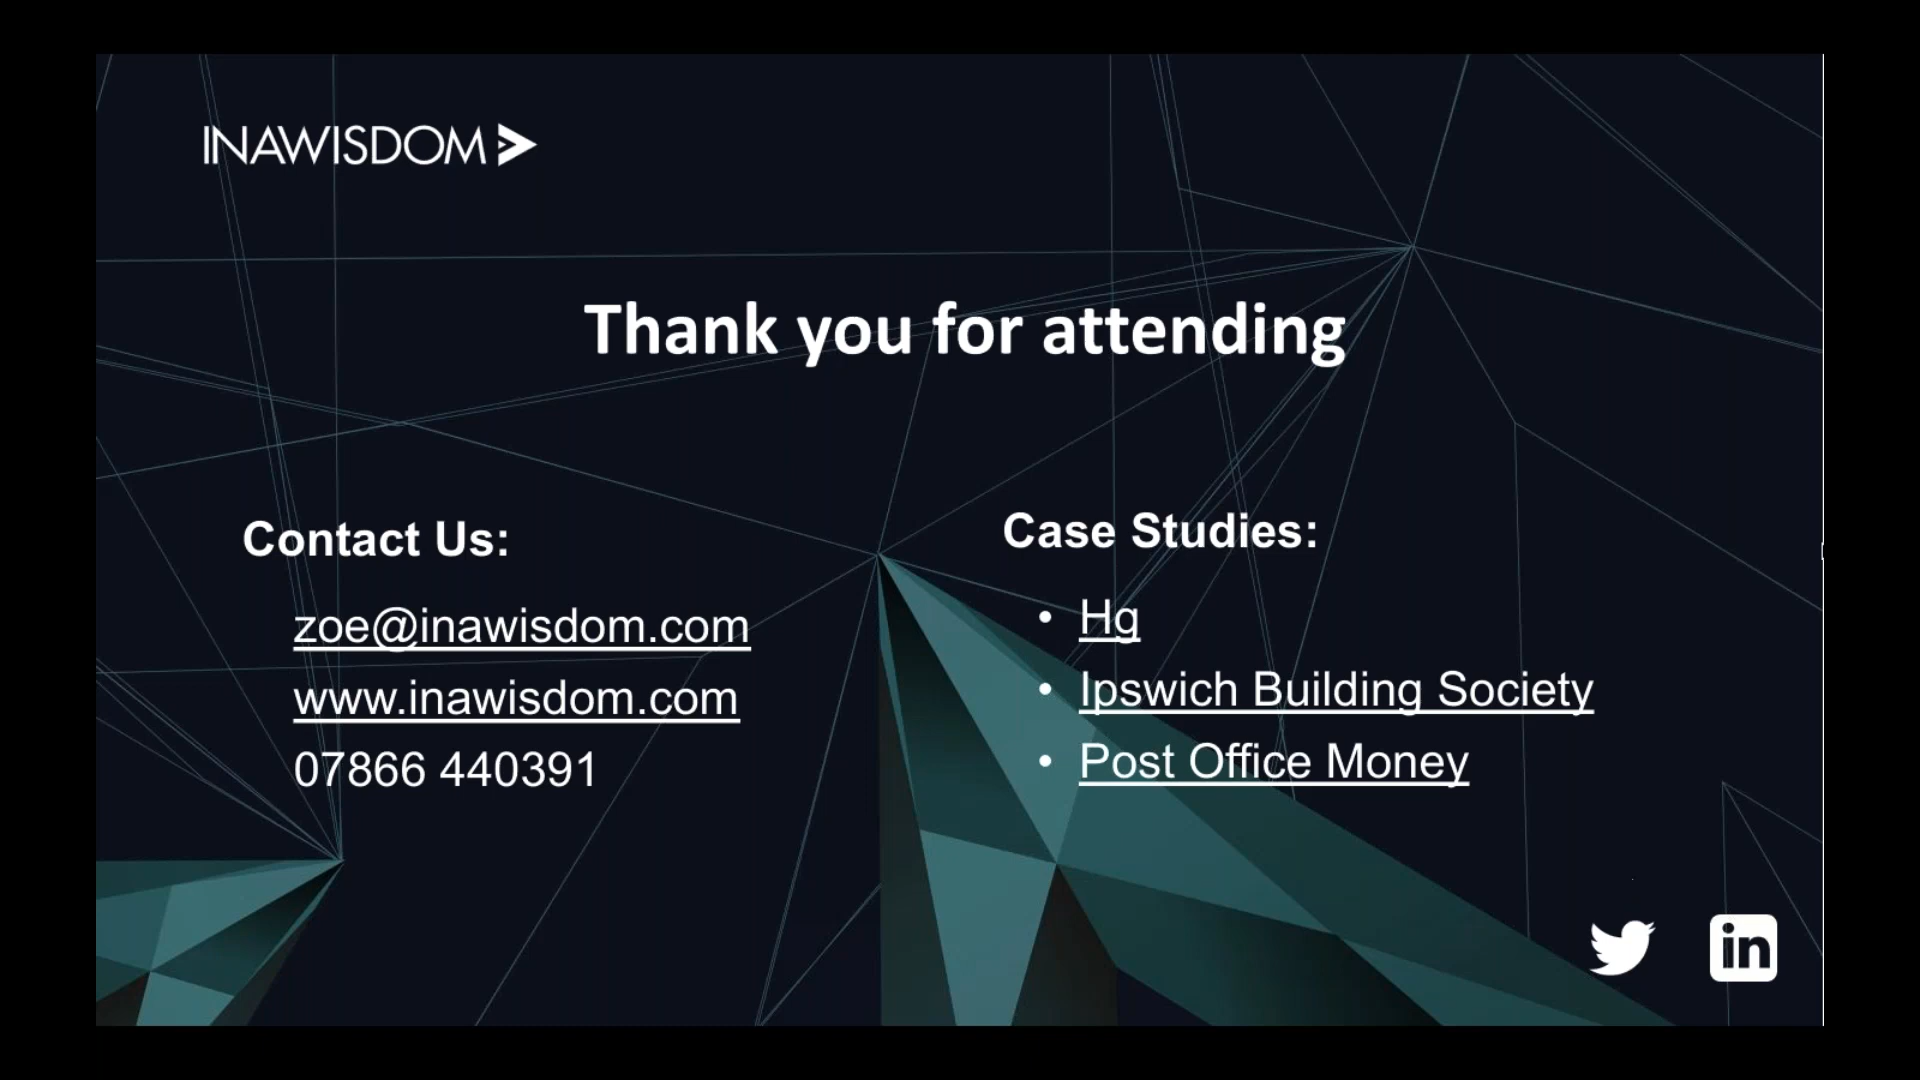 INAWISDOM
Thank you for attending
Contact Us:
zoe@inawisdom.com
www.inawisdom.com
07866 440391
Case Studies:
• Hg
• Ipswich Building Society
• Post Office Money
in